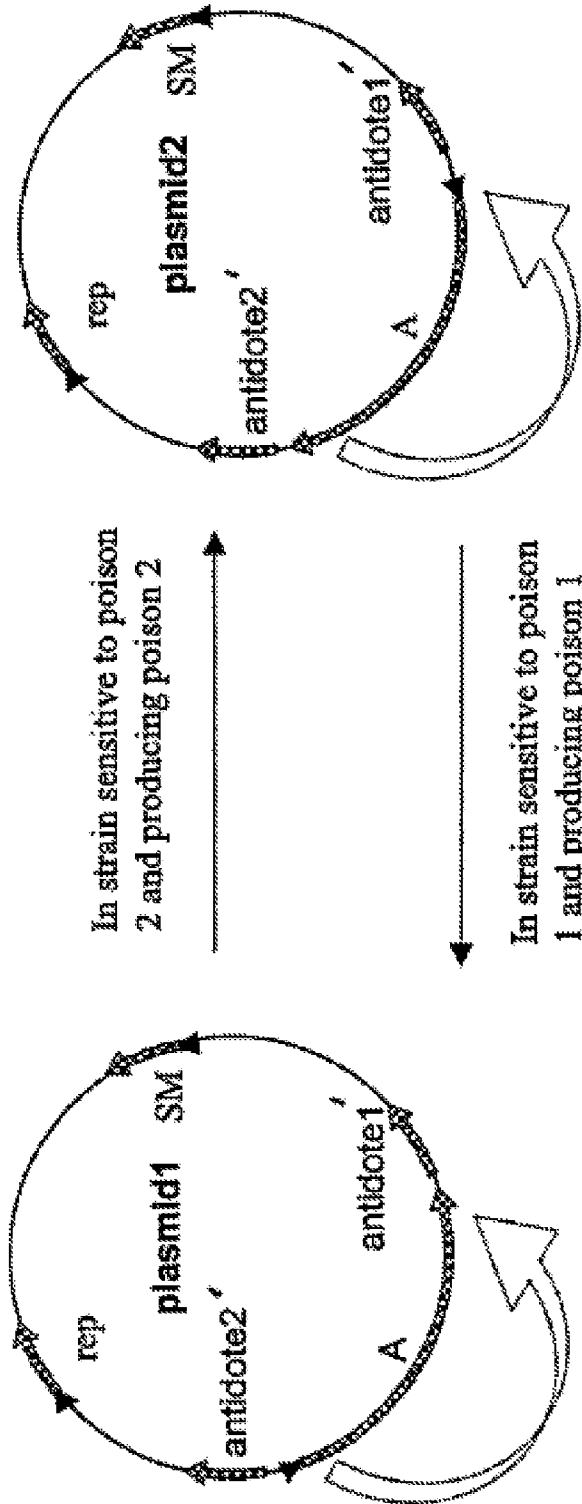 rep
SM
plasmid1
antidote2'
antidote1'
A
In strain sensitive to poison
2 and producing poison 2
In strain sensitive to poison
1 and producing poison 1
rep
SM
plasmid2
antidote2'
antidote1'
A